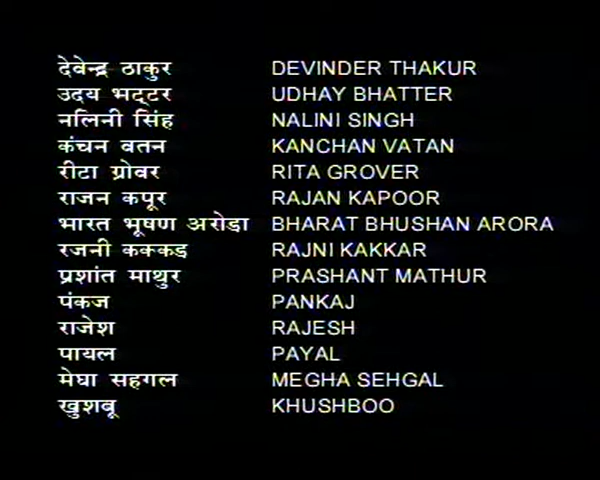 देवेन्द्र ठाकुर DEVINDER THAKUR
उदय भट्टर UDHAY BHATTER
नलिनी सिंह NALINI SINGH
कंचन वतन KANCHAN VATAN
रीटा ग्रोवर RITA GROVER
राजन कपूर RAJAN KAPOOR
भारत भूषण अरोडा BHARAT BHUSHAN ARORA
रजनी कक्कड RAJNI KAKKAR
प्रशांत माथुर PRASHANT MATHUR
पंकज PANKAJ
राजेश RAJESH
पायल PAYAL
मेघा सहगल MEGHA SEHGAL
खुशबू KHUSHBOO